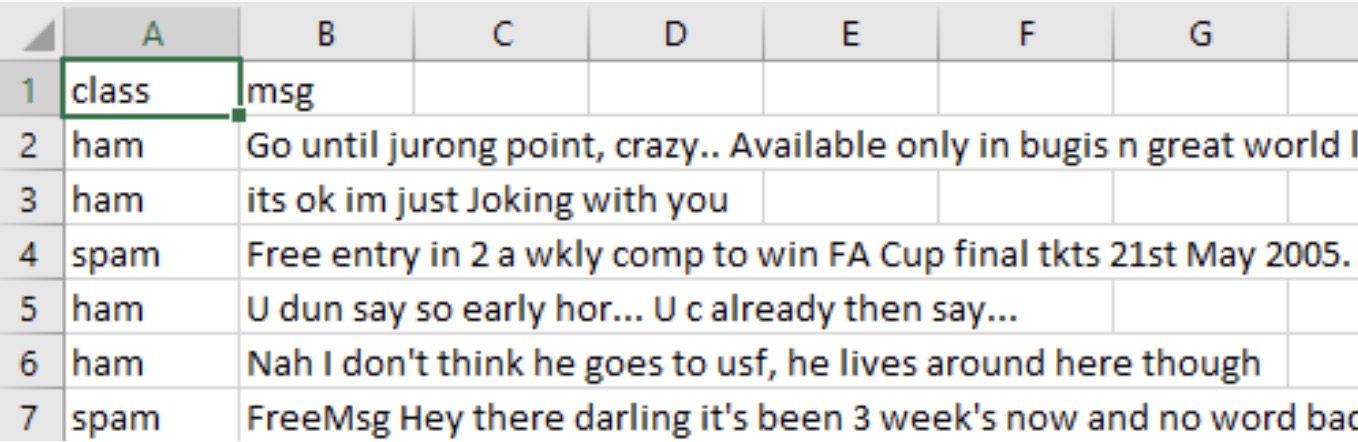 A B C D E F G
1 class msg
2 ham Go until jurong point, crazy.. Available only in bugis n great world
3 ham its ok im just Joking with you
4 spam Free entry in 2 a wkly comp to win FA Cup final tkts 21st May 2005.
5 ham U dun say so early hor... U c already then say...
6 ham Nah I don't think he goes to usf, he lives around here though
7 spam FreeMsg Hey there darling it's been 3 week's now and no word